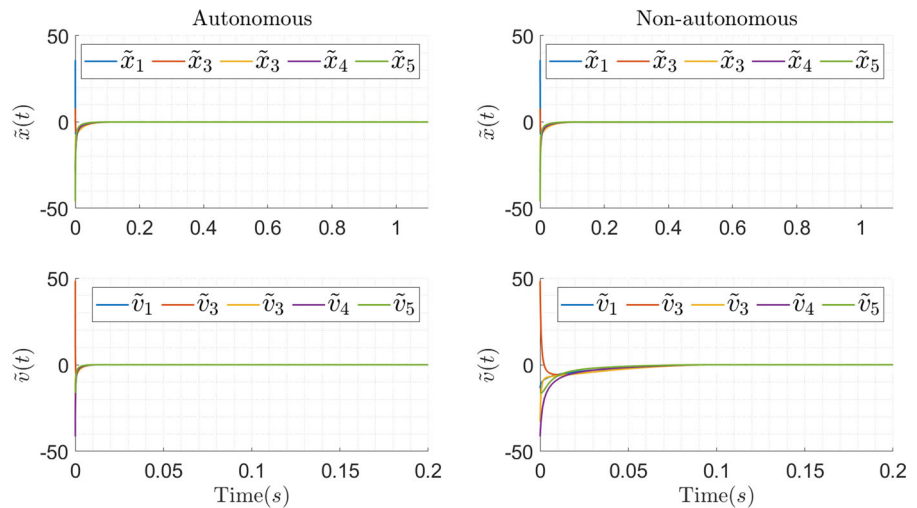 Autonomous
50
x̃1 x̃3 x̃3 x̃4 x̃5
x̃(t)
0
-50
0 0.2 0.4 0.6 0.8 1
Non-autonomous
50
x̃1 x̃3 x̃3 x̃4 x̃5
x̃(t)
0
-50
0 0.2 0.4 0.6 0.8 1
50
ṽ1 ṽ3 ṽ3 ṽ4 ṽ5
ṽ(t)
0
-50
0 0.05 0.1 0.15 0.2
Time(s)
50
ṽ1 ṽ3 ṽ3 ṽ4 ṽ5
ṽ(t)
0
-50
0 0.05 0.1 0.15 0.2
Time(s)